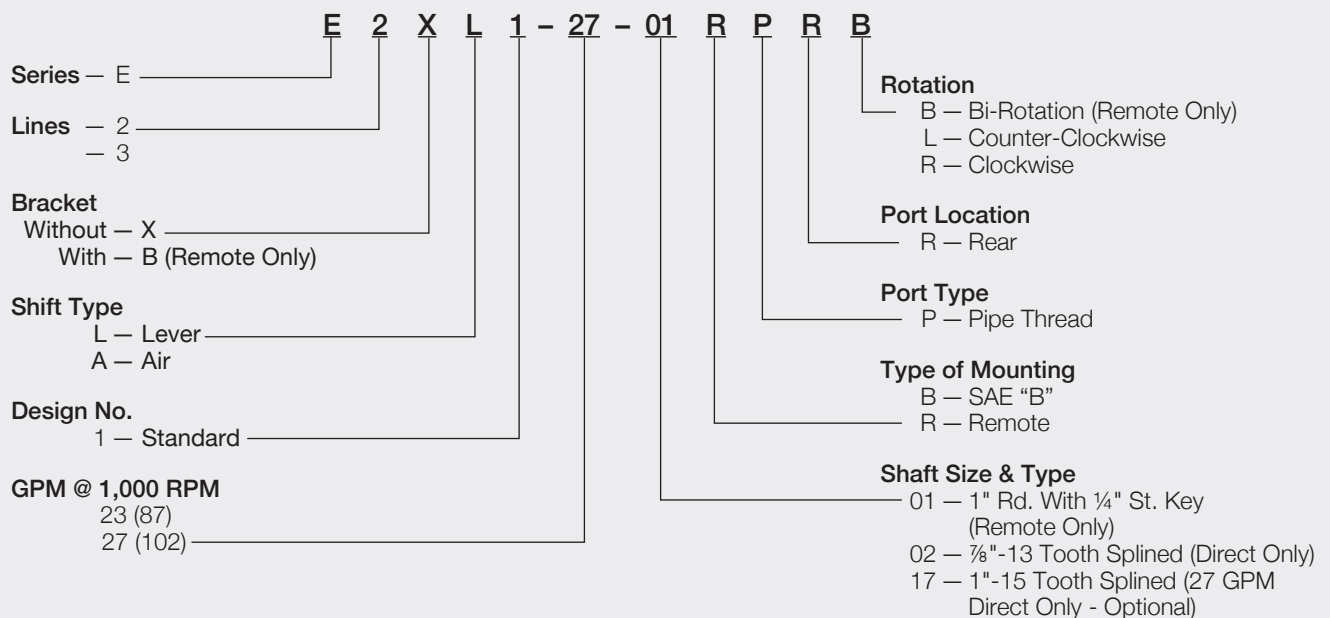 E 2 X L 1 – 27 – 01 R P R B
Series — E
Lines — 2
— 3
Bracket
Without — X
With — B (Remote Only)
Shift Type
L — Lever
A — Air
Design No.
1 — Standard
GPM @ 1,000 RPM
23 (87)
27 (102)
Rotation
B — Bi-Rotation (Remote Only)
L — Counter-Clockwise
R — Clockwise
Port Location
R — Rear
Port Type
P — Pipe Thread
Type of Mounting
B — SAE “B”
R — Remote
Shaft Size & Type
01 — 1" Rd. With ¼" St. Key
(Remote Only)
02 — ⅞"-13 Tooth Splined (Direct Only)
17 — 1"-15 Tooth Splined (27 GPM
Direct Only - Optional)